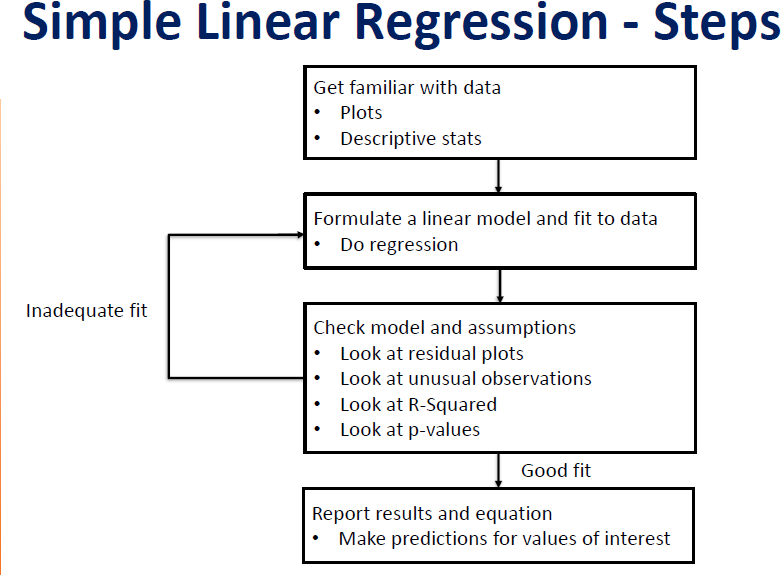 Simple Linear Regression - Steps
Get familiar with data
• Plots
• Descriptive stats
Formulate a linear model and fit to data
• Do regression
Inadequate fit
Check model and assumptions
• Look at residual plots
• Look at unusual observations
• Look at R-Squared
• Look at p-values
Good fit
Report results and equation
• Make predictions for values of interest